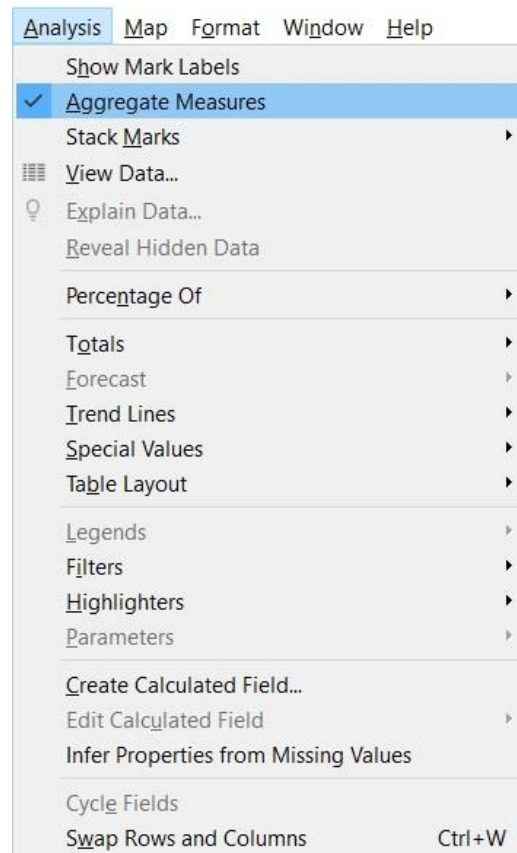 Analysis Map Format Window Help
Show Mark Labels
Aggregate Measures
Stack Marks
View Data...
Explain Data...
Reveal Hidden Data
Percentage Of
Totals
Forecast
Trend Lines
Special Values
Table Layout
Legends
Filters
Highlighters
Parameters
Create Calculated Field...
Edit Calculated Field
Infer Properties from Missing Values
Cycle Fields
Swap Rows and Columns Ctrl+W